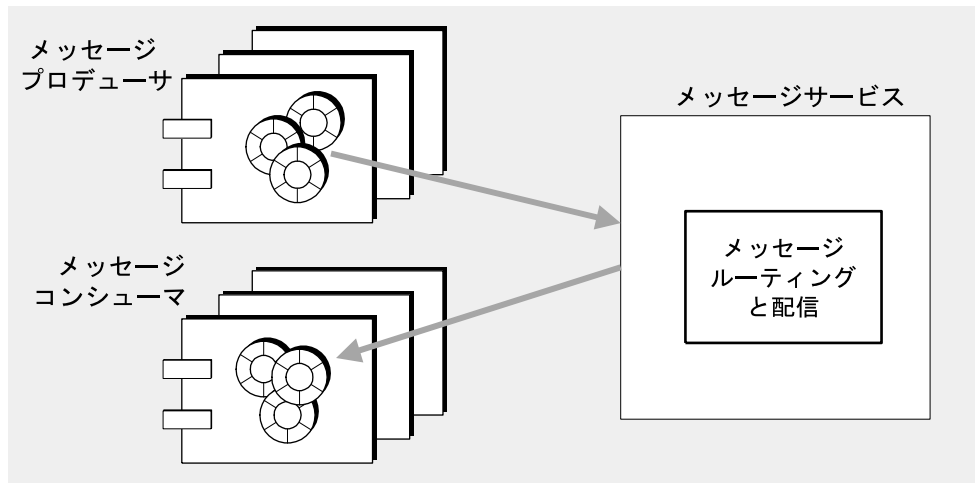 メッセージ
プロデューサ
メッセージサービス
メッセージ
ルーティング
と配信
メッセージ
コンシューマ